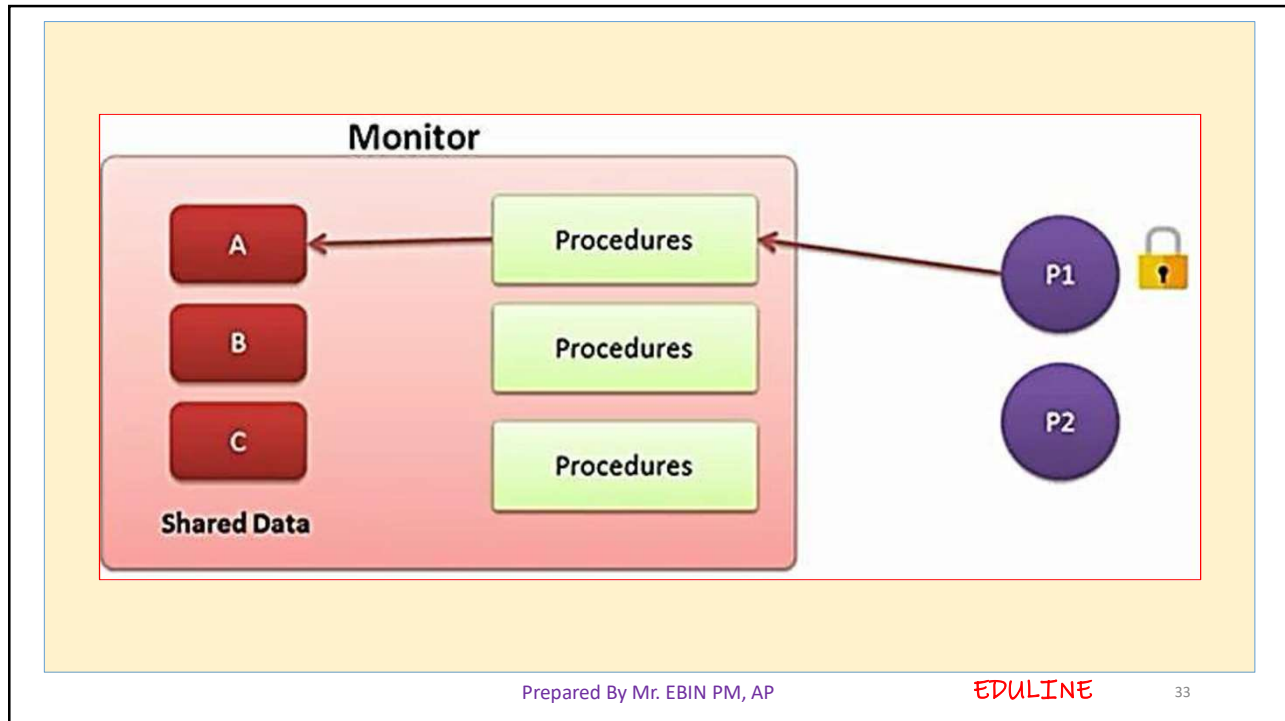 Monitor
A
Procedures
P1
B
Procedures
P2
C
Procedures
Shared Data
Prepared By Mr. EBIN PM, AP
EDULINE
33